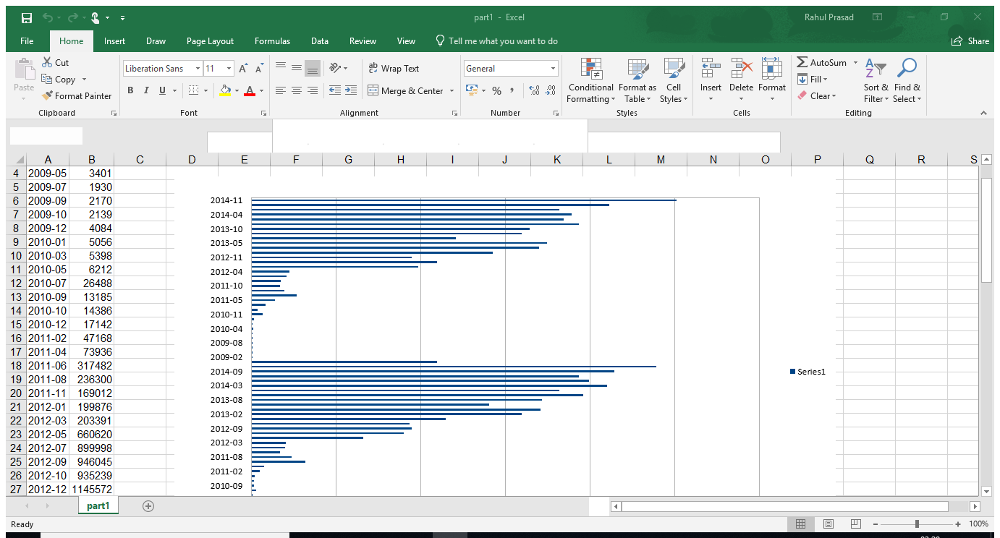 part1 - Excel
Rahul Prasad
File Home Insert Draw Page Layout Formulas Data Review View Tell me what you want to do Share
Cut
Copy
Format Painter
Paste
Clipboard
Liberation Sans 11 A A
B I U A
Font
ab c Wrap Text
Merge & Center
Alignment
General
% , .00 .0
Number
Conditional Formatting
Format as Table
Cell Styles
Styles
Insert Delete Format
Cells
AutoSum
Fill
Clear
Sort & Filter
Find & Select
Editing
A B C D E F G H I J K L M N O P Q R S
4 2009-05 3401
5 2009-07 1930
6 2009-09 2170
7 2009-10 2139
8 2009-12 4084
9 2010-01 5056
10 2010-03 5398
11 2010-05 6212
12 2010-07 26488
13 2010-09 13185
14 2010-10 14386
15 2010-12 17142
16 2011-02 47168
17 2011-04 73936
18 2011-06 317482
19 2011-08 236300
20 2011-11 169012
21 2012-01 199876
22 2012-03 203391
23 2012-05 660620
24 2012-07 899998
25 2012-09 946045
26 2012-10 935239
27 2012-12 1145572
2014-11
2014-04
2013-10
2013-05
2012-11
2012-04
2011-10
2011-05
2010-11
2010-04
2009-08
2009-02
2014-09
2014-03
2013-08
2013-02
2012-09
2012-03
2011-08
2011-02
2010-09
Series1
part1
Ready
100%